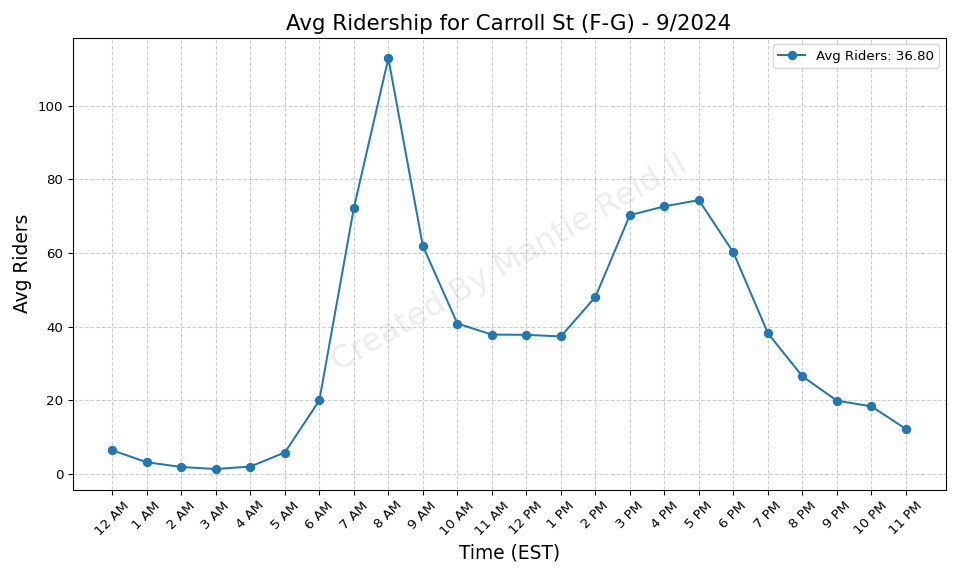 Avg Ridership for Carroll St (F-G) - 9/2024
Avg Riders: 36.80
Avg Riders
100
80
60
40
20
0
Created By Mantie Reid II
12 AM
1 AM
2 AM
3 AM
4 AM
5 AM
6 AM
7 AM
8 AM
9 AM
10 AM
11 AM
12 PM
1 PM
2 PM
3 PM
4 PM
5 PM
6 PM
7 PM
8 PM
9 PM
10 PM
11 PM
Time (EST)